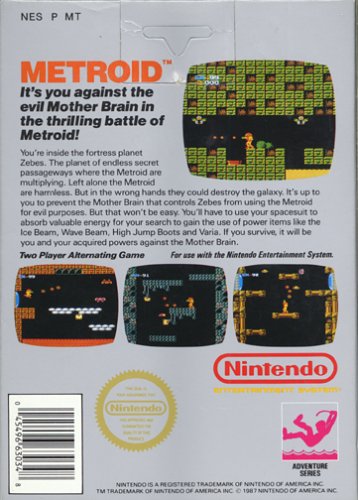 NES P MT
METROID™
It's you against the
evil Mother Brain in
the thrilling battle of
Metroid!
You're inside the fortress planet
Zebes. The planet of endless secret
passageways where the Metroid are
multiplying. Left alone the Metroid
are harmless. But in the wrong hands they could destroy the galaxy. It's up to
you to prevent the Mother Brain that controls Zebes from using the Metroid
for evil purposes. But that won't be easy. You'll have to use your spacesuit to
absorb valuable energy for your search to gain the use of power items like the
Ice Beam, Wave Beam, High Jump Boots and Varia. If you survive, it will be
you and your acquired powers against the Mother Brain.
Two Player Alternating Game
For use with the Nintendo Entertainment System.
Nintendo
ENTERTAINMENT SYSTEM
Nintendo
0 45496 63034 8
ADVENTURE
SERIES
NINTENDO IS A REGISTERED TRADEMARK OF NINTENDO OF AMERICA INC.
TM TRADEMARK OF NINTENDO OF AMERICA INC © 1987 NINTENDO OF AMERICA INC.